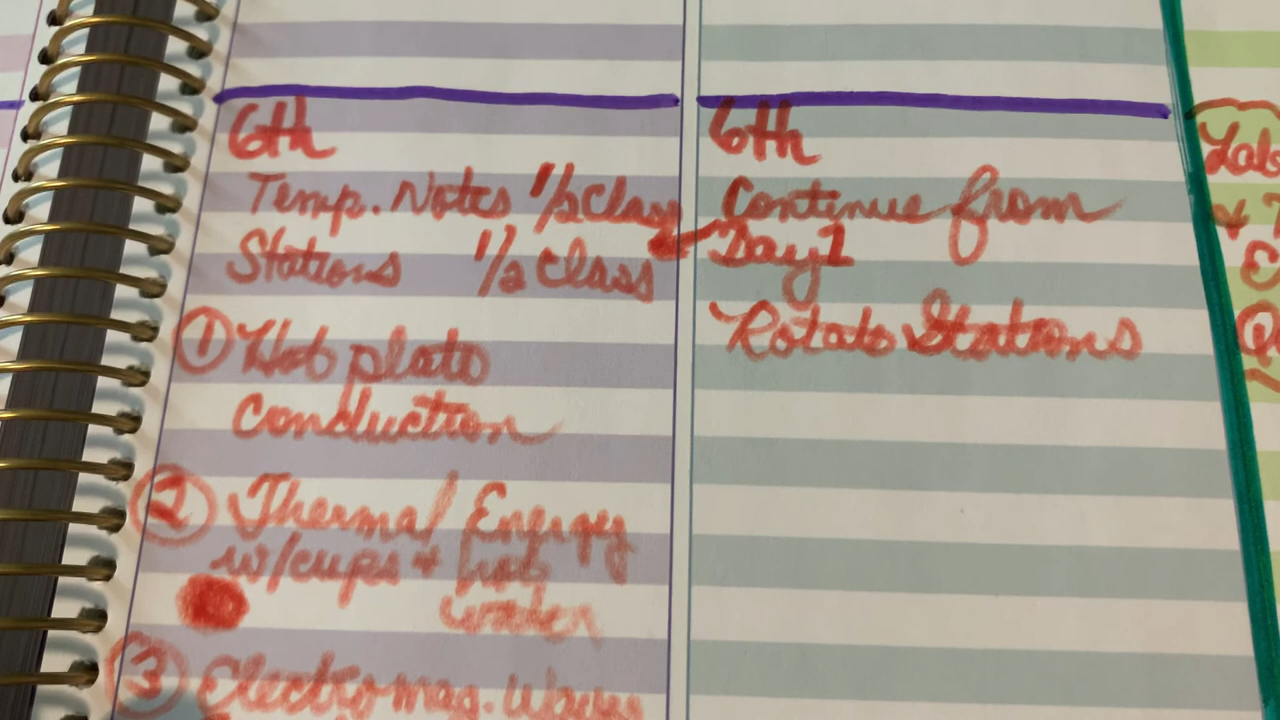 6th
Temp. Notes 1/2 Class
Stations 1/2 Class
① Hot plate
Conduction
② Thermal Energy
w/cups + hot
water
③ Electromag. Waves
6th
Continue from
Day 1
Rotate Stations